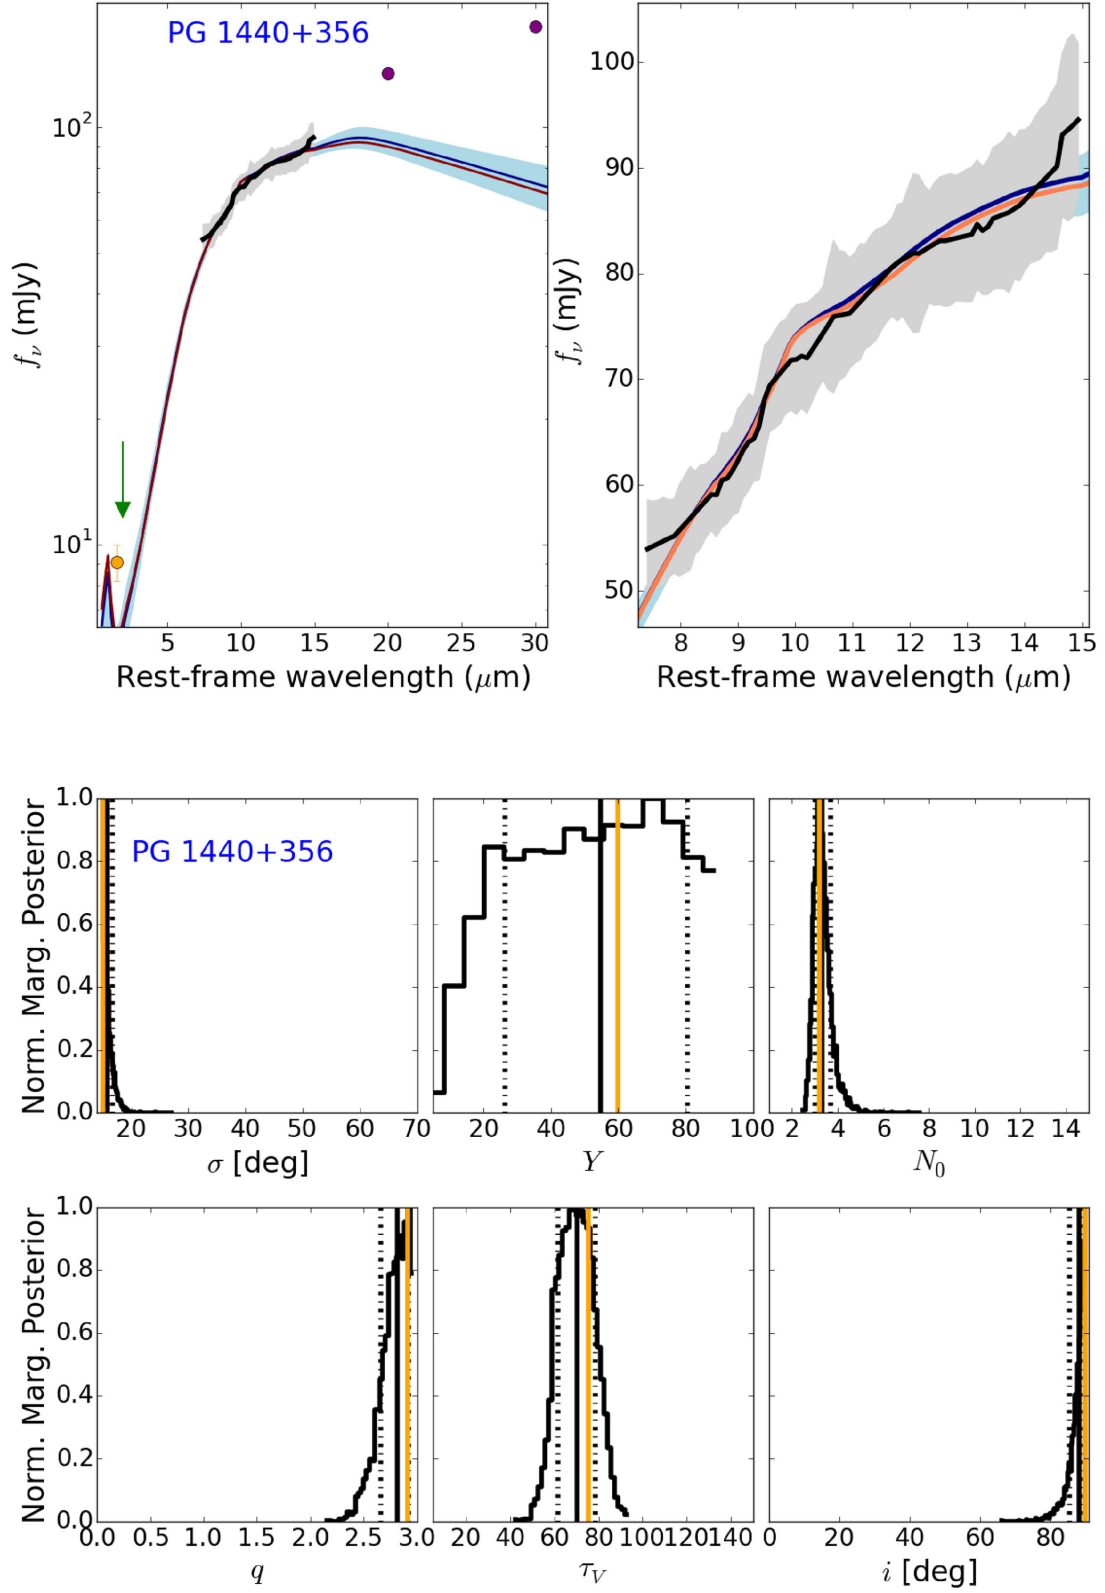 PG 1440+356
10²
10¹
f_ν (mJy)
5 10 15 20 25 30
Rest-frame wavelength (μm)
100
90
80
70
60
50
f_ν (mJy)
8 9 10 11 12 13 14 15
Rest-frame wavelength (μm)
Norm. Marg. Posterior
1.0
0.8
0.6
0.4
0.2
0.0
PG 1440+356
20 30 40 50 60 70
σ [deg]
20 40 60 80 100
Y
2 4 6 8 10 12 14
N₀
Norm. Marg. Posterior
1.0
0.8
0.6
0.4
0.2
0.0
0.0 0.5 1.0 1.5 2.0 2.5 3.0
q
20 40 60 80 100 120 140
τ_V
0 20 40 60 80
i [deg]